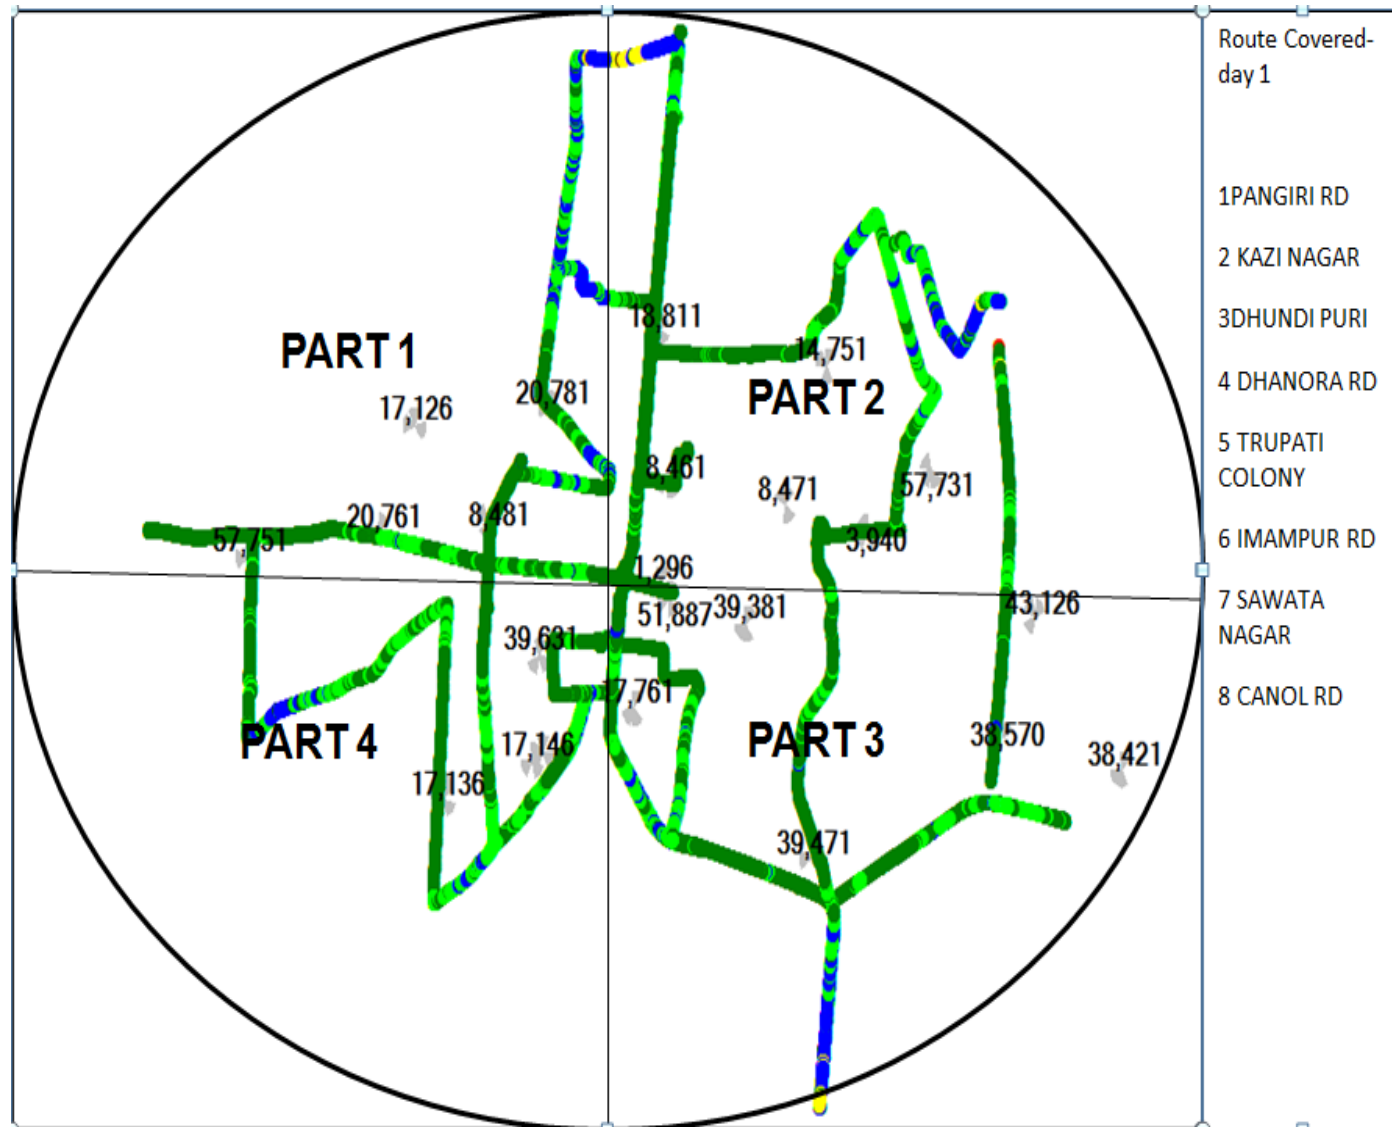 Route Covered-
day 1
1PANGIRI RD
2 KAZI NAGAR
3DHUNDI PURI
4 DHANORA RD
5 TRUPATI
COLONY
6 IMAMPUR RD
7 SAWATA
NAGAR
8 CANOL RD
18,811
PART 1
14,751
PART 2
20,781
17,126
8,461
8,471
57,731
20,761
8,481
57,751
3,940
1,296
51,887
39,381
43,126
39,631
17,761
PART 4
PART 3
17,146
38,570
38,421
17,136
39,471